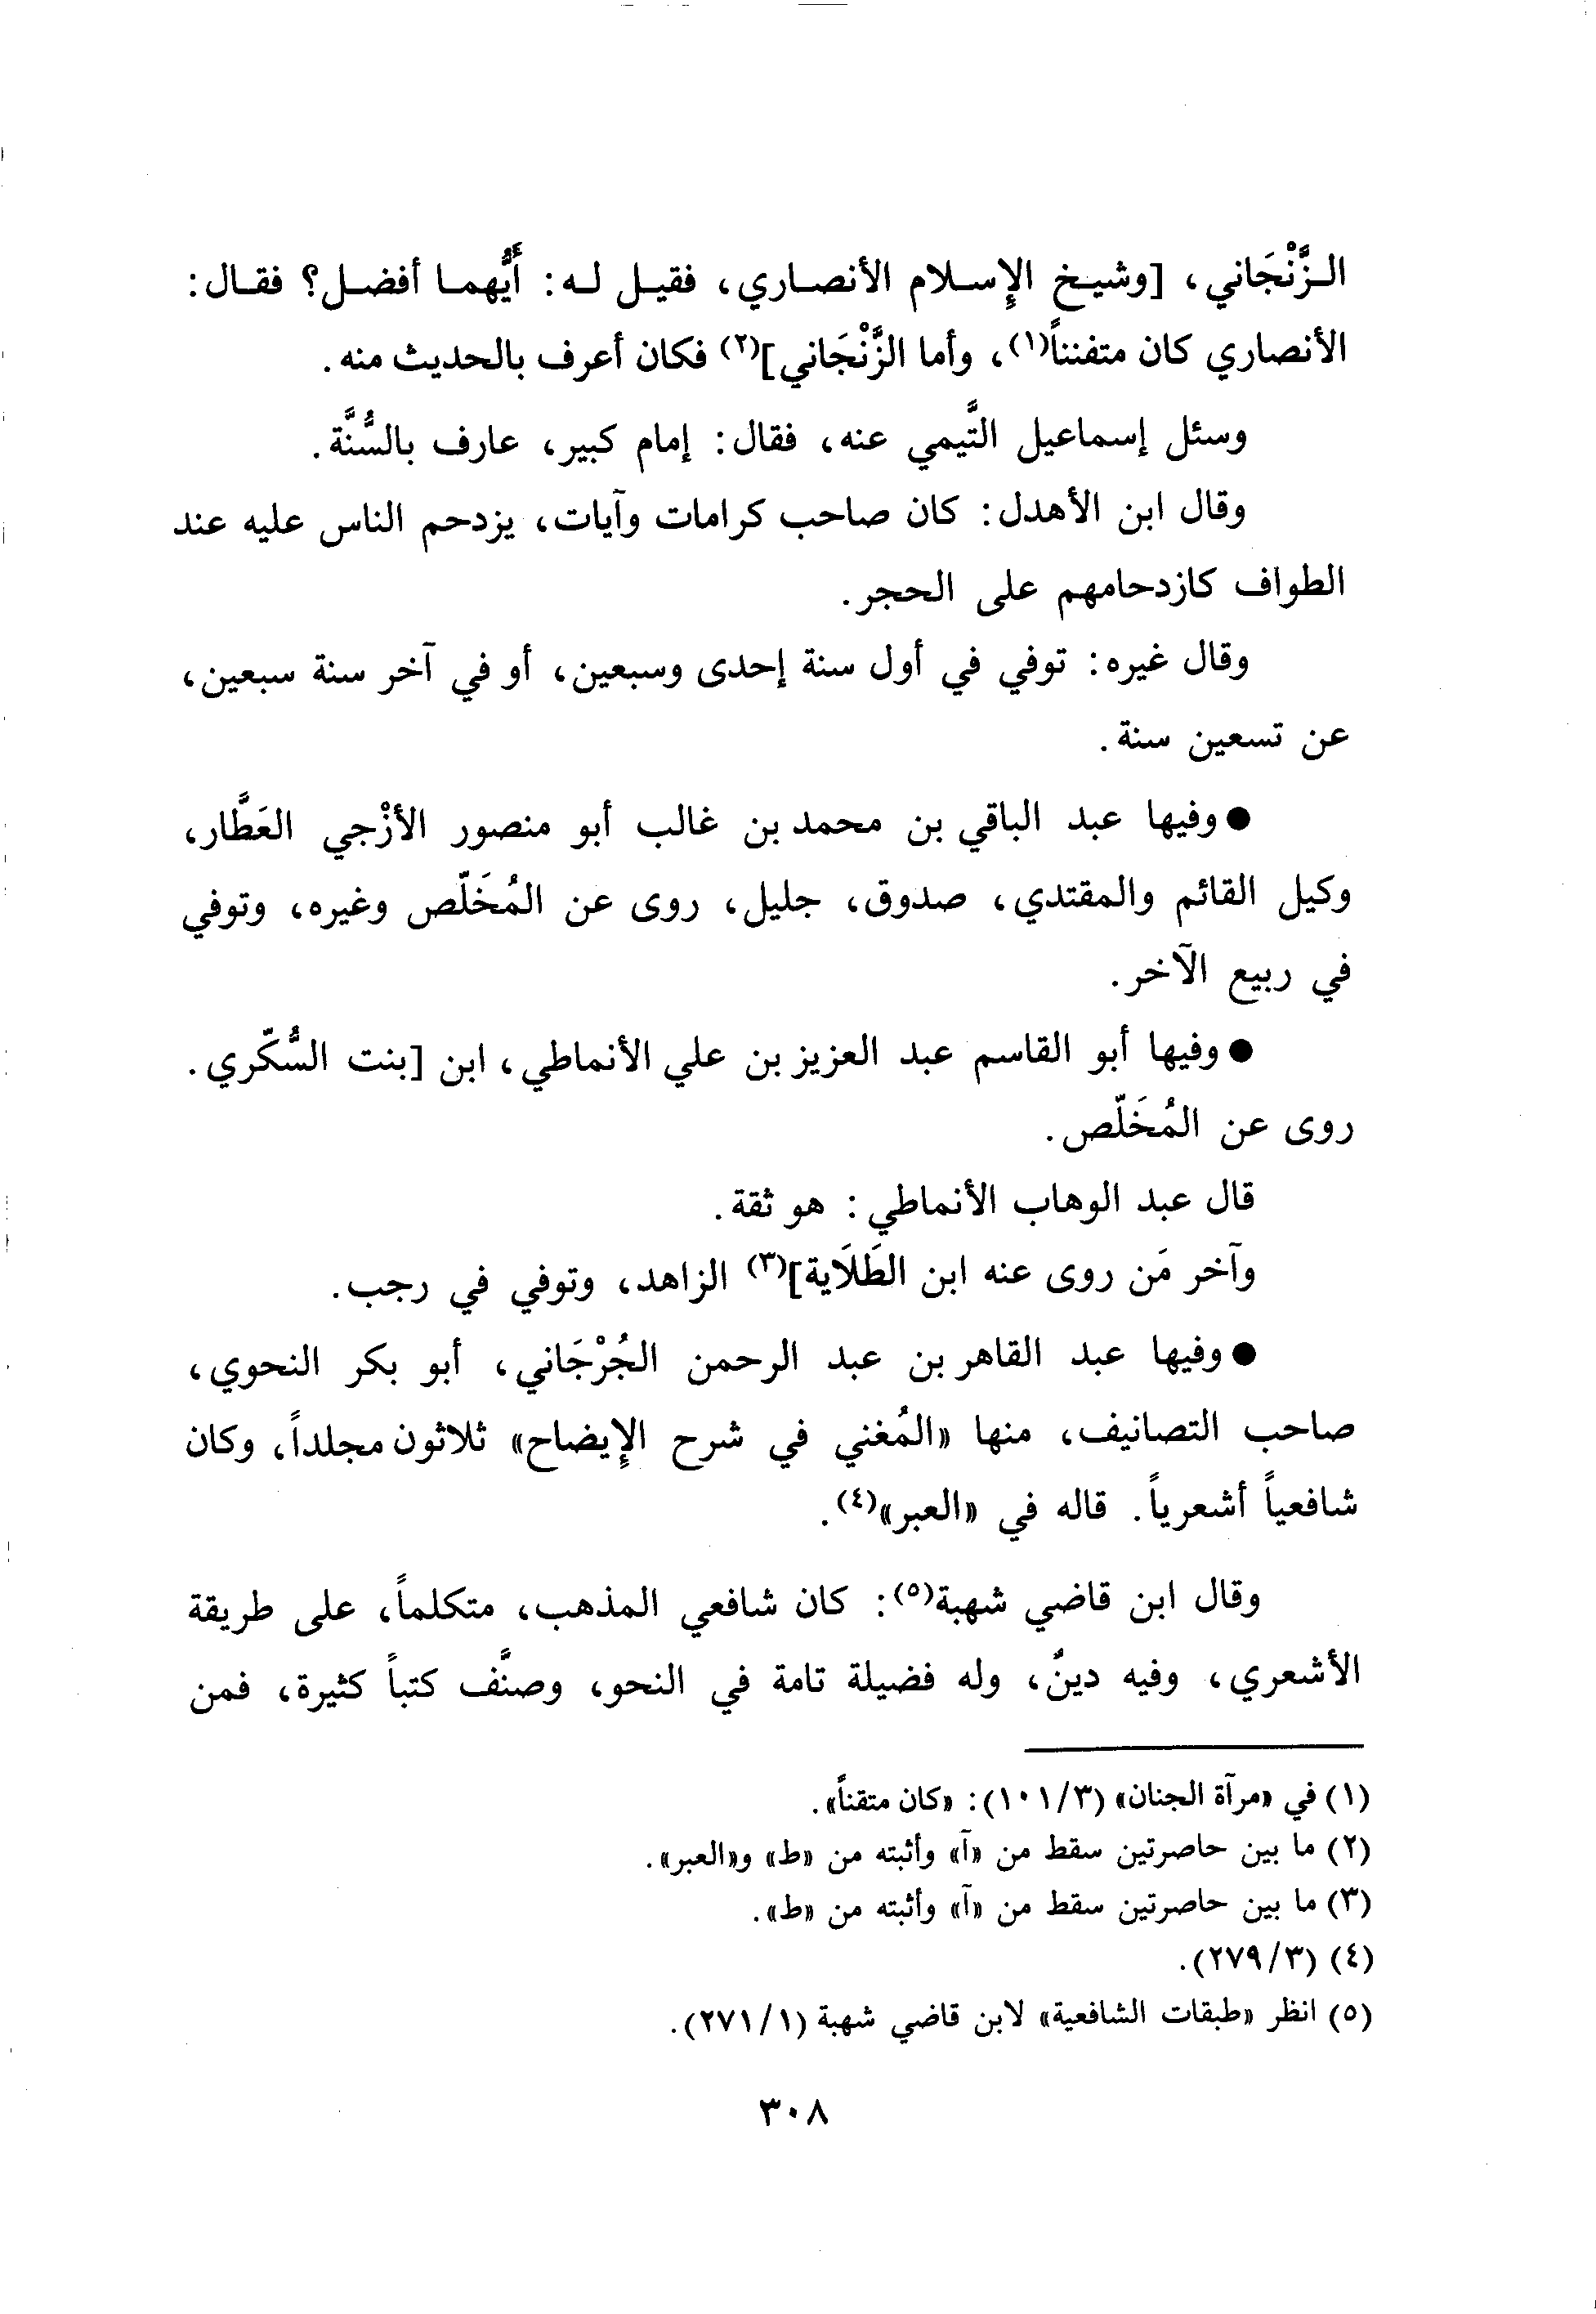 الزَّنْجَاني، [وشيخ الإِسلام الأنصاري، فقيل له: أَيُّهما أفضل؟ فقال:
الأنصاري كان متفنناً(١)، وأما الزَّنْجَاني](٢) فكان أعرف بالحديث منه.
وسئل إسماعيل التَّيمي عنه، فقال: إمام كبير، عارف بالسُّنَّة.
وقال ابن الأهدل: كان صاحب كرامات وآيات، يزدحم الناس عليه عند
الطواف كازدحامهم على الحجر.
وقال غيره: توفي في أول سنة إحدى وسبعين، أو في آخر سنة سبعين،
عن تسعين سنة.
● وفيها عبد الباقي بن محمد بن غالب أبو منصور الأزْجي العَطَّار،
وكيل القائم والمقتدي، صدوق، جليل، روى عن المُخَلّص وغيره، وتوفي
في ربيع الآخر.
● وفيها أبو القاسم عبد العزيز بن علي الأنماطي، ابن [بنت السُّكّري.
روى عن المُخَلّص.
قال عبد الوهاب الأنماطي: هو ثقة.
وآخر مَن روى عنه ابن الطَلَاية](٣) الزاهد، وتوفي في رجب.
● وفيها عبد القاهر بن عبد الرحمن الجُرْجَاني، أبو بكر النحوي،
صاحب التصانيف، منها «المُغني في شرح الإِيضاح» ثلاثون مجلداً، وكان
شافعياً أشعرياً. قاله في «العبر»(٤).
وقال ابن قاضي شهبة(٥): كان شافعي المذهب، متكلماً، على طريقة
الأشعري، وفيه دينٌ، وله فضيلة تامة في النحو، وصنَّف كتباً كثيرة، فمن
(١) في «مرآة الجنان» (٣/١٠١): «كان متقناً».
(٢) ما بين حاصرتين سقط من «آ» وأثبته من «ط» و«العبر».
(٣) ما بين حاصرتين سقط من «آ» وأثبته من «ط».
(٤) (٣/٢٧٩).
(٥) انظر «طبقات الشافعية» لابن قاضي شهبة (١/٢٧١).
٣٠٨